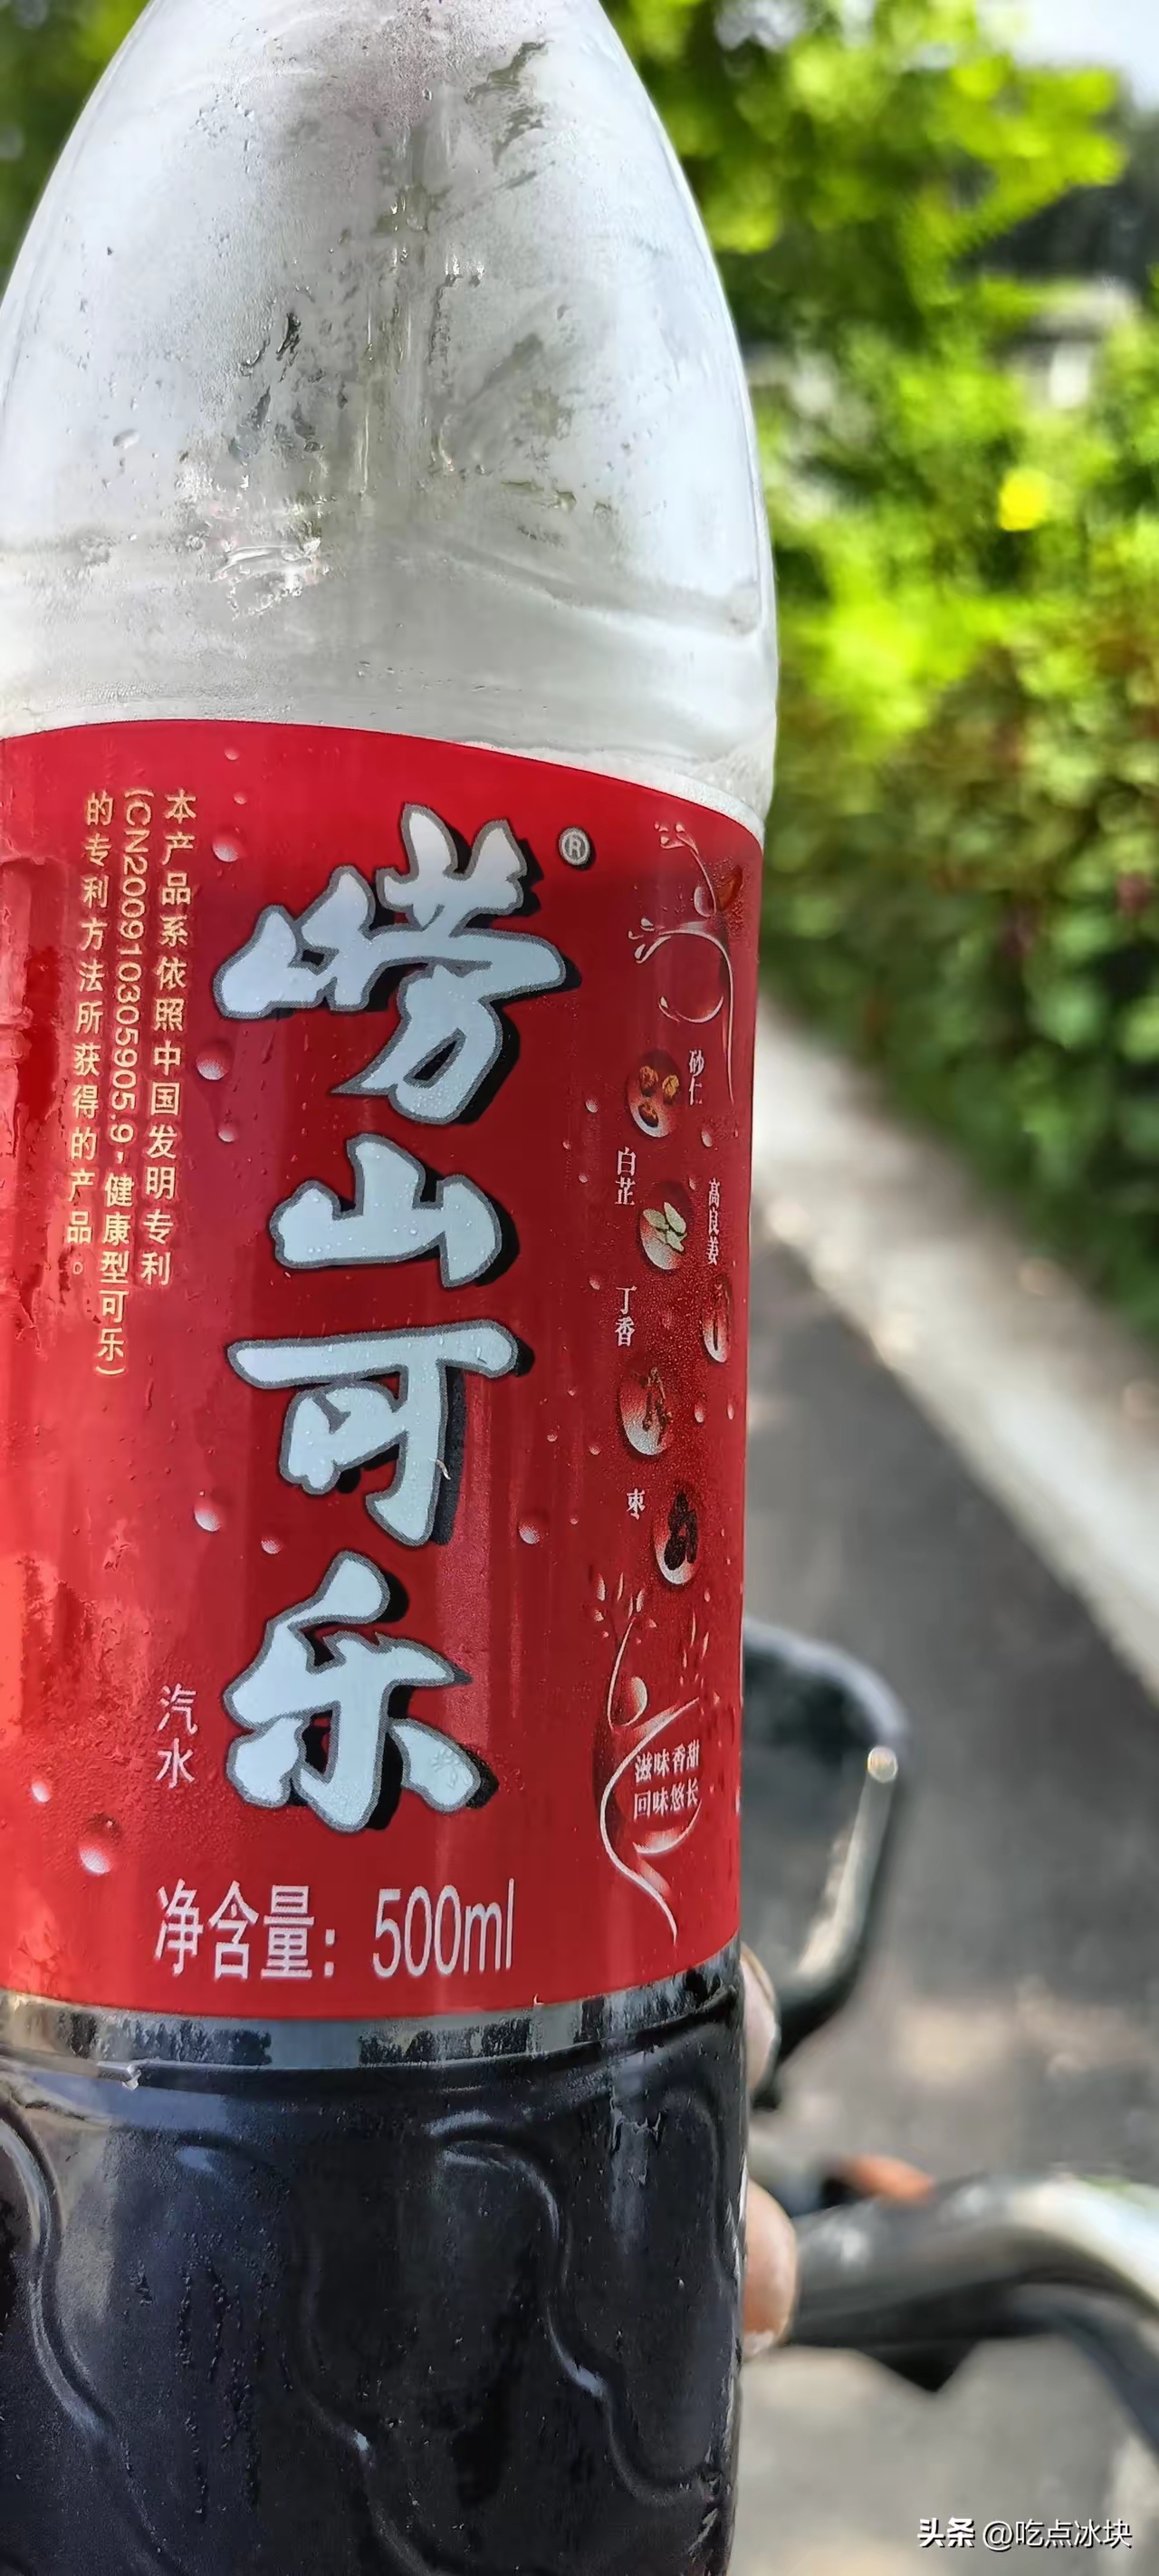 本产品系依照中国发明专利
(CN200910305905.9，健康型可乐)
的专利方法所获得的产品。
崂山可乐
®
汽水
净含量：500ml
砂仁
白芷
高良姜
丁香
枣
滋味香甜
回味悠长
头条 @吃点冰块